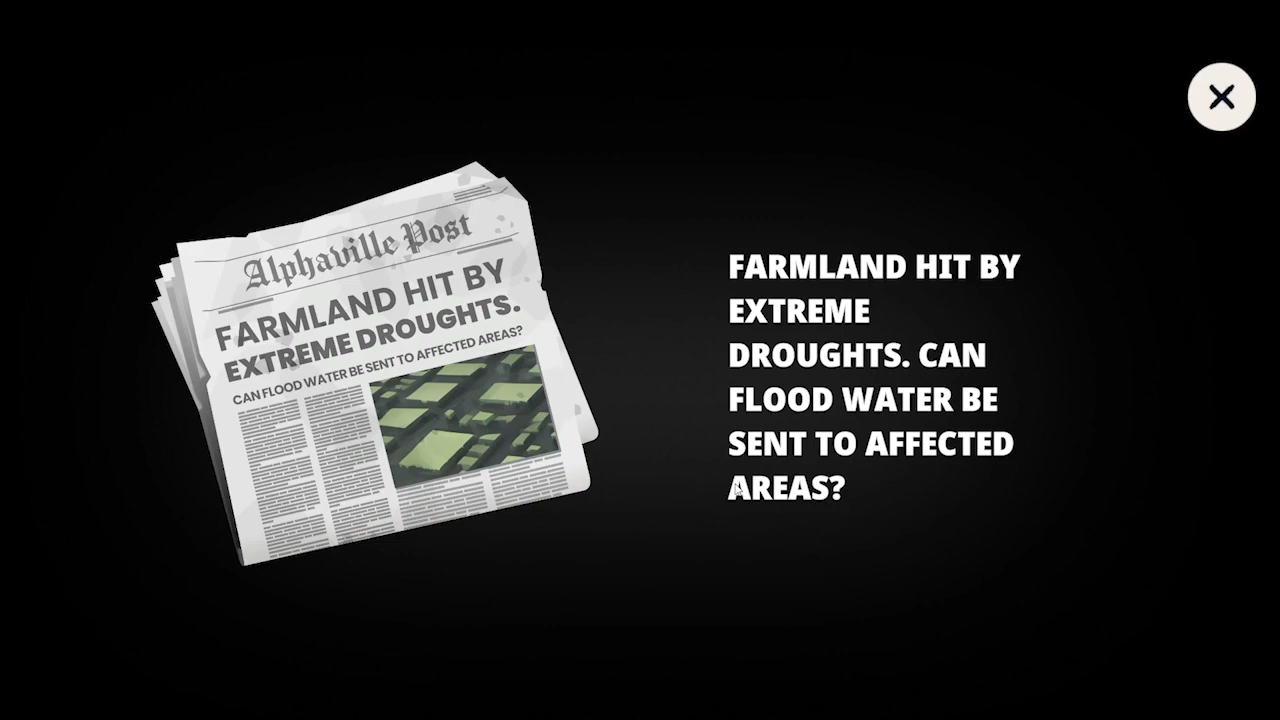 Alphaville Post
FARMLAND HIT BY
EXTREME DROUGHTS.
CAN FLOOD WATER BE SENT TO AFFECTED AREAS?
FARMLAND HIT BY
EXTREME
DROUGHTS. CAN
FLOOD WATER BE
SENT TO AFFECTED
AREAS?